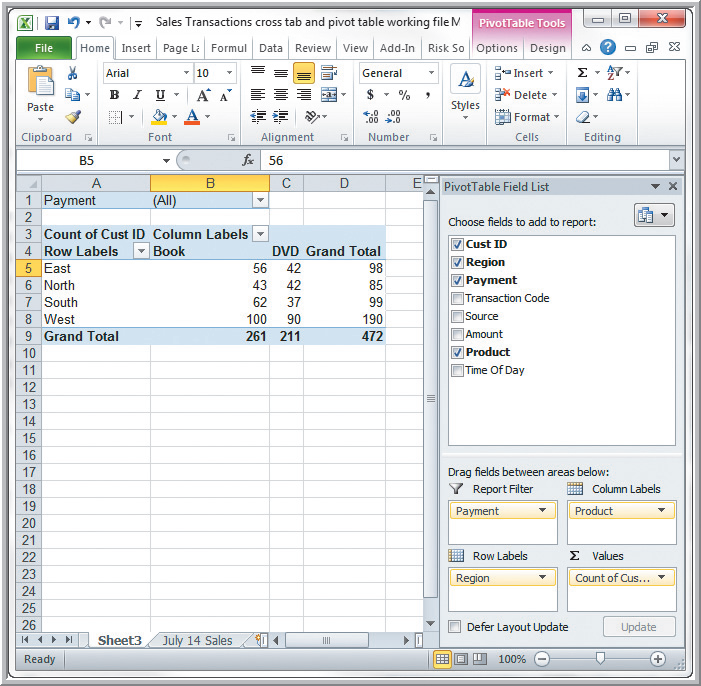 Sales Transactions cross tab and pivot table working file M
PivotTable Tools
File Home Insert Page La Formul Data Review View Add-In Risk So Options Design
Paste
Arial 10
B I U A A
General
$ % ,
.00 .0 .00
Styles
Insert
Delete
Format
Σ
Clipboard Font Alignment Number Cells Editing
B5 fx 56
A B C D E
1 Payment (All)
2
3 Count of Cust ID Column Labels
4 Row Labels Book DVD Grand Total
5 East 56 42 98
6 North 43 42 85
7 South 62 37 99
8 West 100 90 190
9 Grand Total 261 211 472
10
11
12
13
14
15
16
17
18
19
20
21
22
23
24
25
26
PivotTable Field List
Choose fields to add to report:
Cust ID
Region
Payment
Transaction Code
Source
Amount
Product
Time Of Day
Drag fields between areas below:
Report Filter Column Labels
Payment Product
Row Labels Σ Values
Region Count of Cus...
Defer Layout Update Update
Sheet3 July 14 Sales
Ready 100%